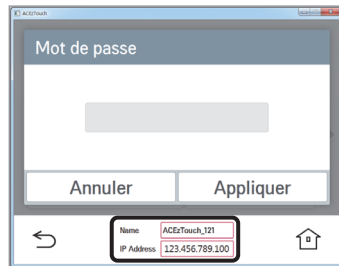 ACEzTouch
Mot de passe
Annuler Appliquer
Name ACEzTouch_121
IP Address 123.456.789.100